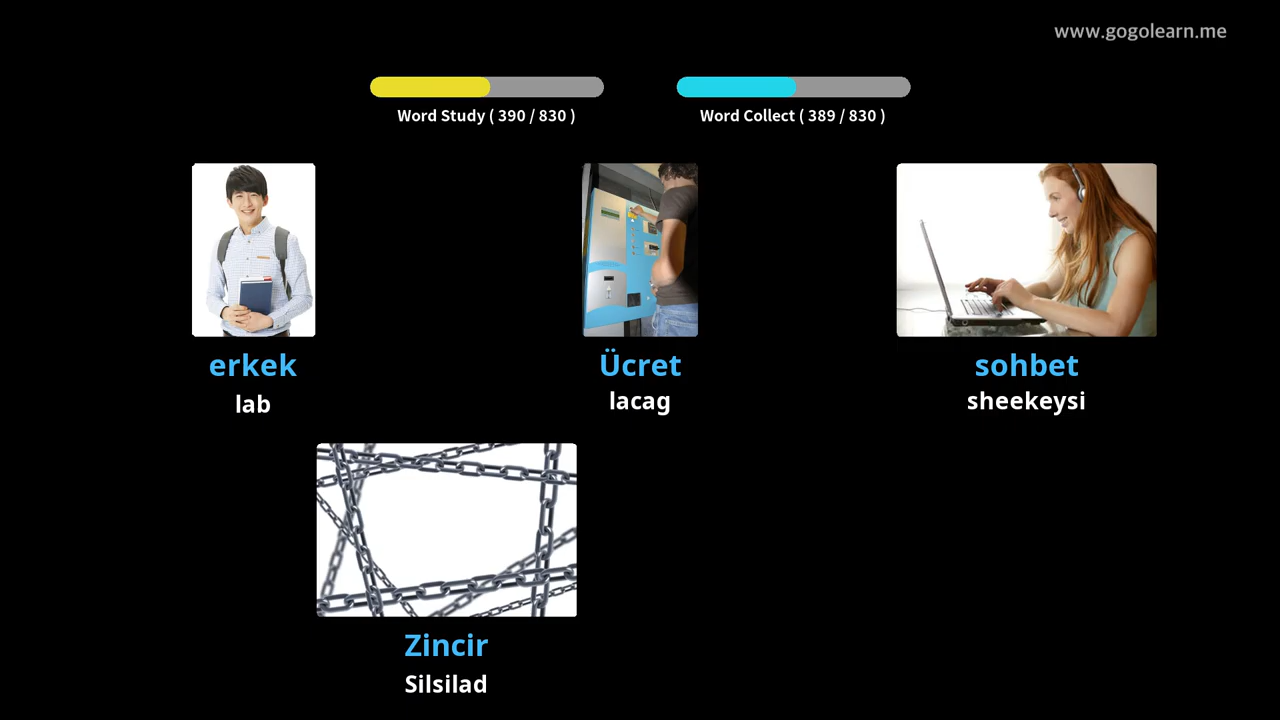 www.gogolearn.me
Word Study ( 390 / 830 )
Word Collect ( 389 / 830 )
erkek
lab
Ücret
lacag
sohbet
sheekeysi
Zincir
Silsilad